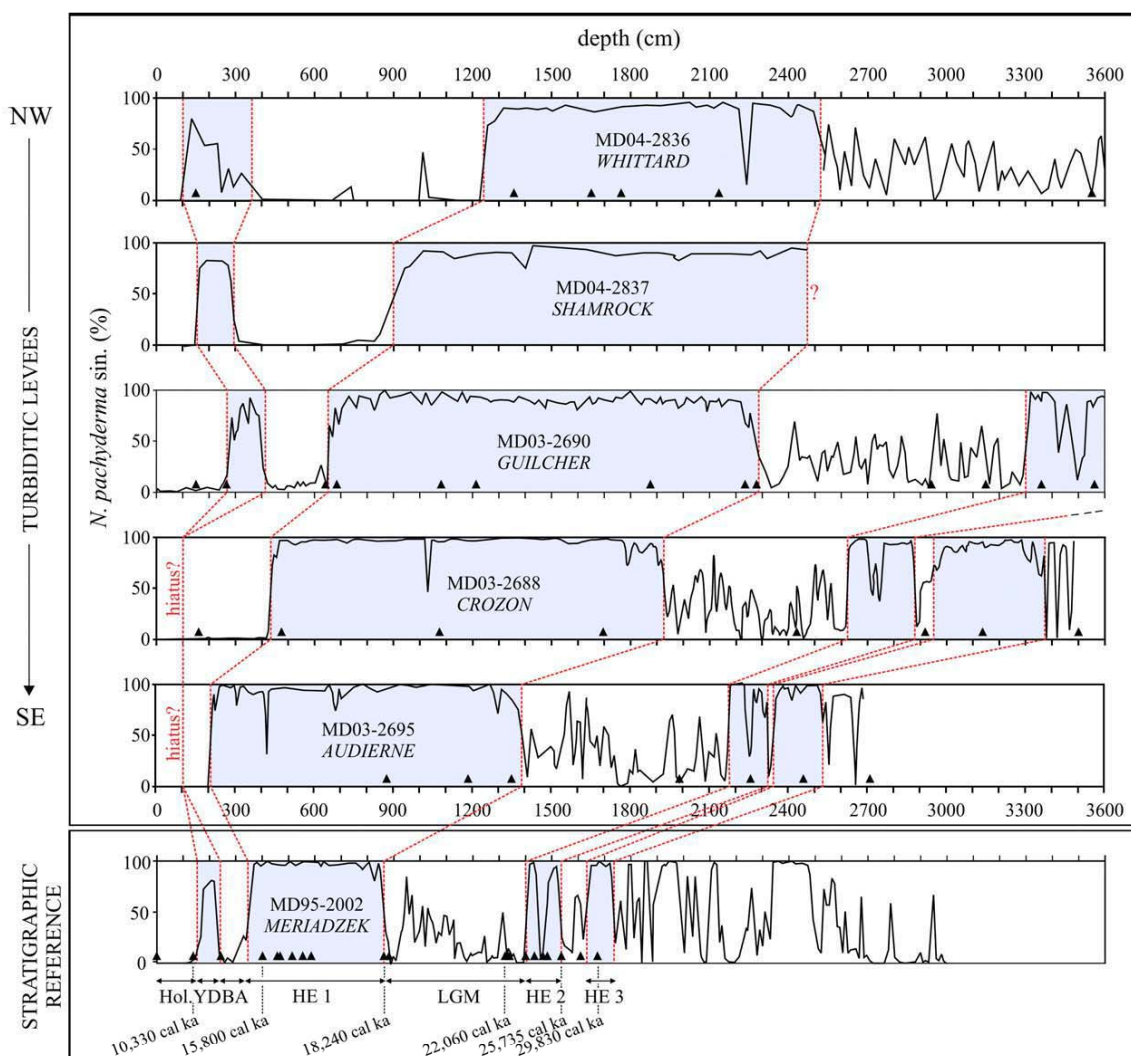 depth (cm)
0 300 600 900 1200 1500 1800 2100 2400 2700 3000 3300 3600
NW
TURBIDITIC LEVEES
SE
N. pachyderma sin. (%)
100
50
0
MD04-2836
WHITTARD
100
50
0
MD04-2837
SHAMROCK
?
100
50
0
MD03-2690
GUILCHER
100
50
0
hiatus?
MD03-2688
CROZON
100
50
0
hiatus?
MD03-2695
AUDIERNE
0 300 600 900 1200 1500 1800 2100 2400 2700 3000 3300 3600
STRATIGRAPHIC
REFERENCE
100
50
0
MD95-2002
MERIADZEK
Hol. YD BA HE 1 LGM HE 2 HE 3
10,330 cal ka
15,800 cal ka
18,240 cal ka
22,060 cal ka
25,735 cal ka
29,830 cal ka